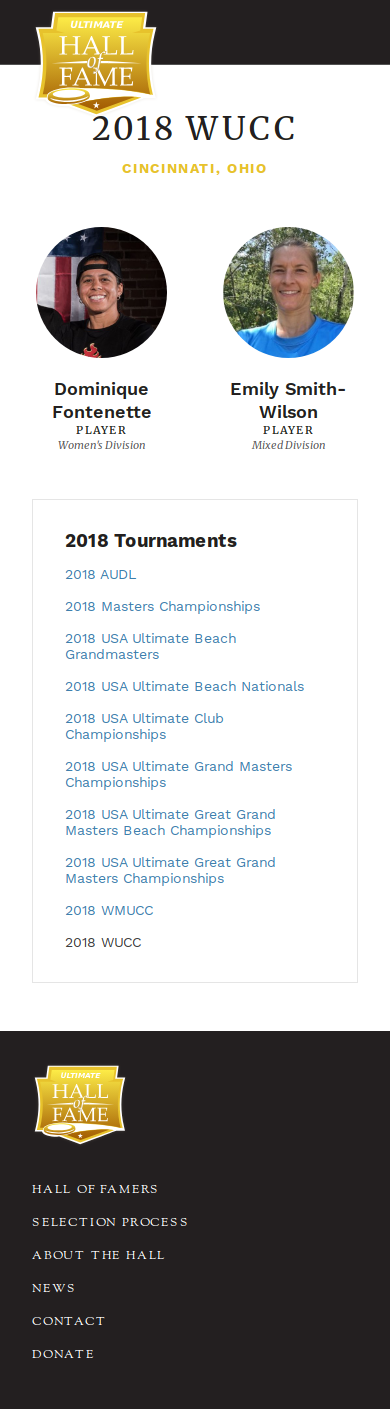 ULTIMATE
HALL
of
FAME
2018 WUCC
CINCINNATI, OHIO
Dominique
Fontenette
PLAYER
Women's Division
Emily Smith-
Wilson
PLAYER
Mixed Division
2018 Tournaments
2018 AUDL
2018 Masters Championships
2018 USA Ultimate Beach
Grandmasters
2018 USA Ultimate Beach Nationals
2018 USA Ultimate Club
Championships
2018 USA Ultimate Grand Masters
Championships
2018 USA Ultimate Great Grand
Masters Beach Championships
2018 USA Ultimate Great Grand
Masters Championships
2018 WMUCC
2018 WUCC
ULTIMATE
HALL
of
FAME
HALL OF FAMERS
SELECTION PROCESS
ABOUT THE HALL
NEWS
CONTACT
DONATE